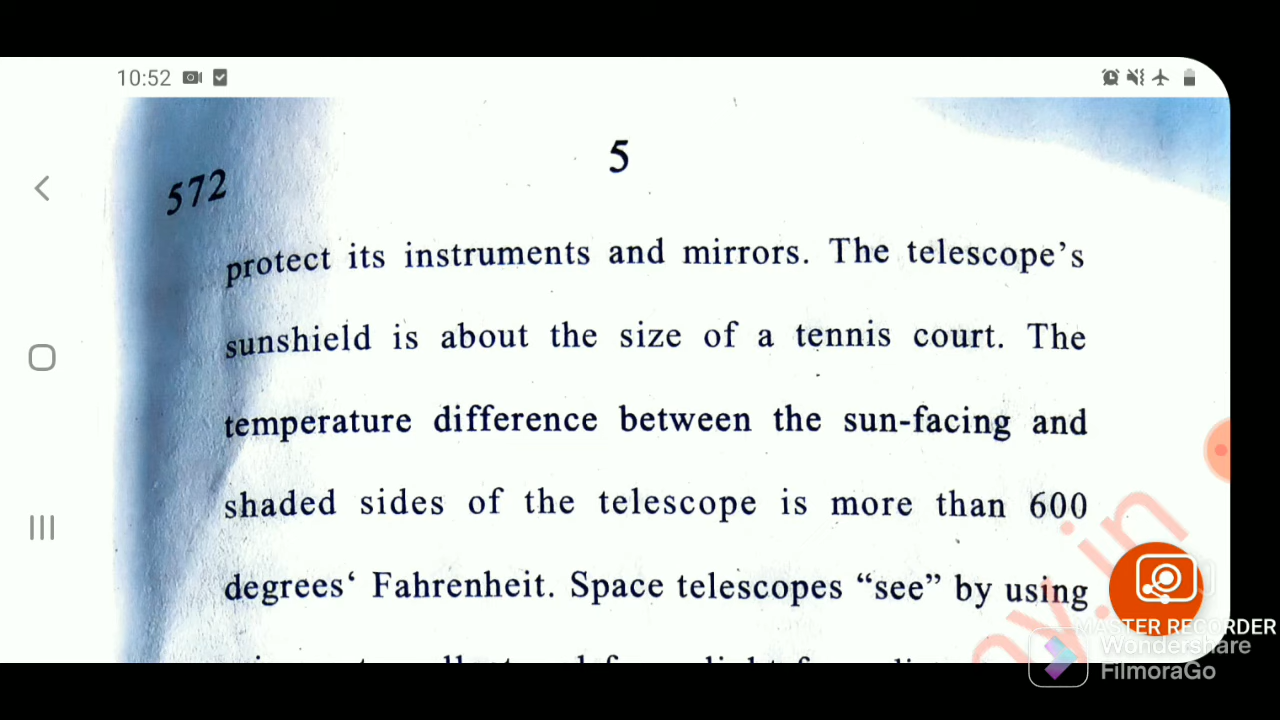 10:52
5
572
protect its instruments and mirrors. The telescope's
sunshield is about the size of a tennis court. The
temperature difference between the sun-facing and
shaded sides of the telescope is more than 600
degrees‘ Fahrenheit. Space telescopes “see” by using
MASTER RECORDER
Wondershare
FilmoraGo